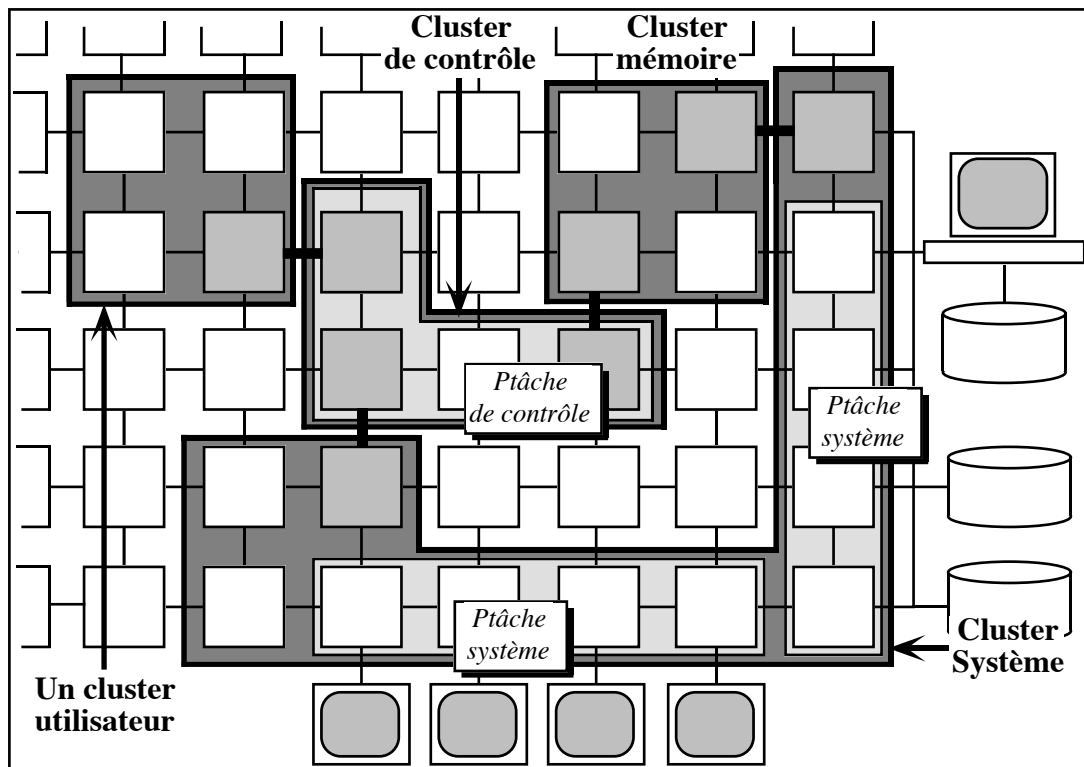 Cluster
de contrôle
Cluster
mémoire
Ptâche
de contrôle
Ptâche
système
Ptâche
système
Cluster
Système
Un cluster
utilisateur